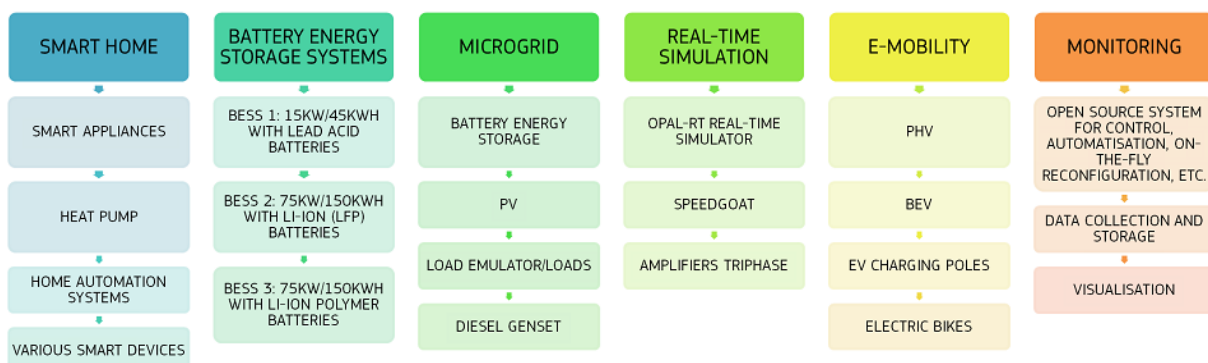 SMART HOME
SMART APPLIANCES
HEAT PUMP
HOME AUTOMATION
SYSTEMS
VARIOUS SMART DEVICES
BATTERY ENERGY
STORAGE SYSTEMS
BESS 1: 15KW/45KWH
WITH LEAD ACID
BATTERIES
BESS 2: 75KW/150KWH
WITH LI-ION (LFP)
BATTERIES
BESS 3: 75KW/150KWH
WITH LI-ION POLYMER
BATTERIES
MICROGRID
BATTERY ENERGY
STORAGE
PV
LOAD EMULATOR/LOADS
DIESEL GENSET
REAL-TIME
SIMULATION
OPAL-RT REAL-TIME
SIMULATOR
SPEEDGOAT
AMPLIFIERS TRIPHASE
E-MOBILITY
PHV
BEV
EV CHARGING POLES
ELECTRIC BIKES
MONITORING
OPEN SOURCE SYSTEM
FOR CONTROL,
AUTOMATISATION, ON-
THE-FLY
RECONFIGURATION, ETC.
DATA COLLECTION AND
STORAGE
VISUALISATION